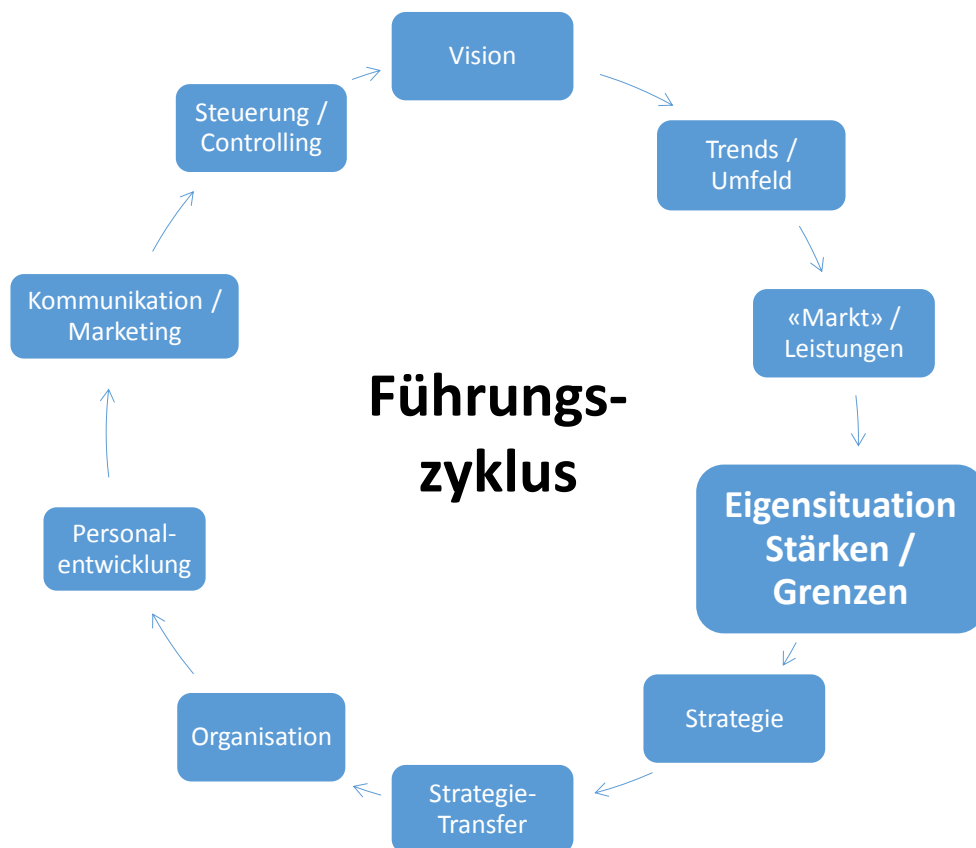 Vision
Trends /
Umfeld
«Markt» /
Leistungen
Eigensituation
Stärken /
Grenzen
Strategie
Strategie-
Transfer
Organisation
Personal-
entwicklung
Kommunikation /
Marketing
Steuerung /
Controlling
Führungs-
zyklus